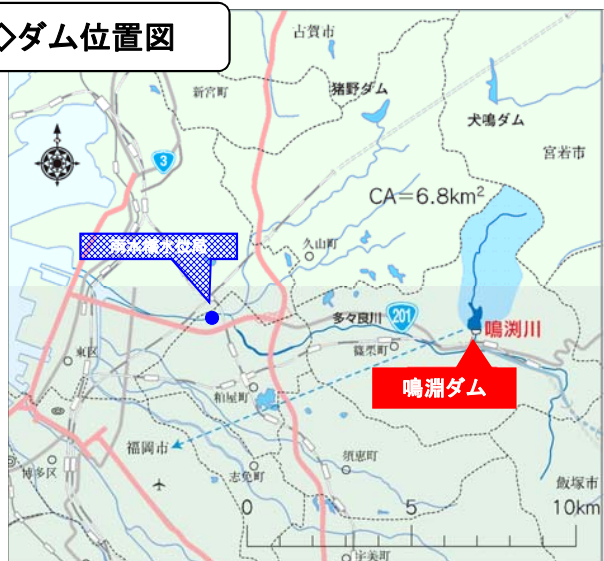 ◇ダム位置図
古賀市
新宮町
猪野ダム
犬鳴ダム
宮若市
3
CA=6.8km²
久山町
多々良川
201
鳴渕川
東区
篠栗町
鳴淵ダム
粕屋町
福岡市
須恵町
博多区
志免町
飯塚市
0 5 10km
宇美町